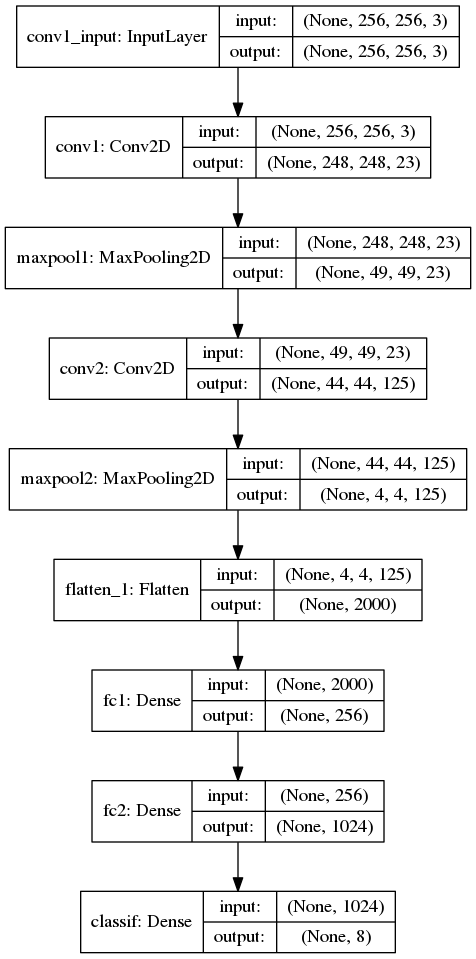 conv1_input: InputLayer
input: (None, 256, 256, 3)
output: (None, 256, 256, 3)
conv1: Conv2D
input: (None, 256, 256, 3)
output: (None, 248, 248, 23)
maxpool1: MaxPooling2D
input: (None, 248, 248, 23)
output: (None, 49, 49, 23)
conv2: Conv2D
input: (None, 49, 49, 23)
output: (None, 44, 44, 125)
maxpool2: MaxPooling2D
input: (None, 44, 44, 125)
output: (None, 4, 4, 125)
flatten_1: Flatten
input: (None, 4, 4, 125)
output: (None, 2000)
fc1: Dense
input: (None, 2000)
output: (None, 256)
fc2: Dense
input: (None, 256)
output: (None, 1024)
classif: Dense
input: (None, 1024)
output: (None, 8)